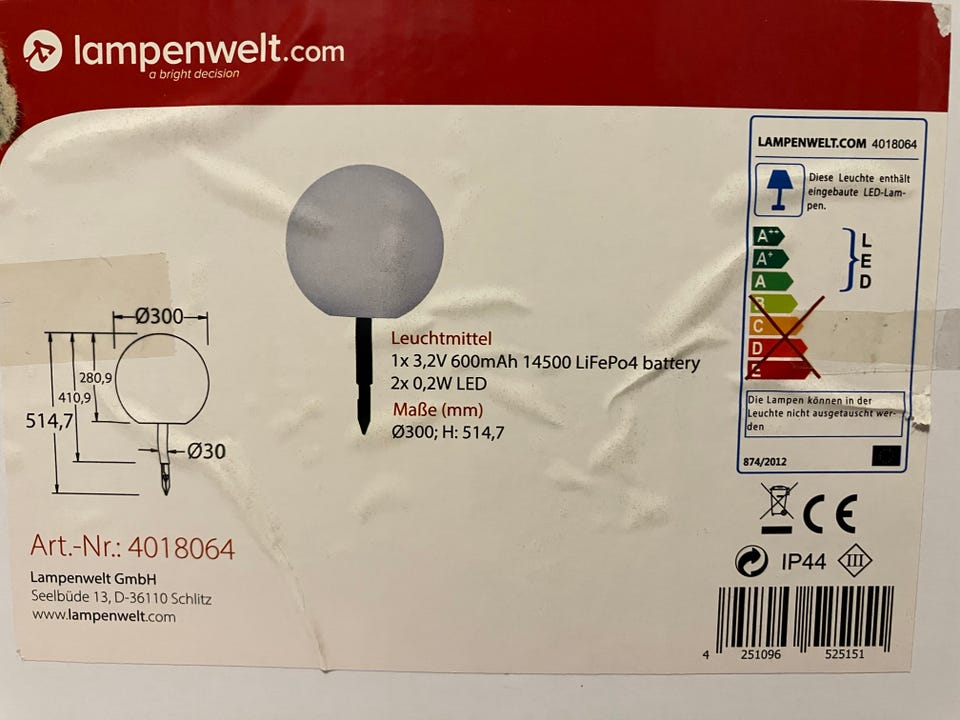 lampenwelt.com
a bright decision
Ø300
280,9
410,9
514,7
Ø30
Leuchtmittel
1x 3,2V 600mAh 14500 LiFePo4 battery
2x 0,2W LED
Maße (mm)
Ø300; H: 514,7
Art.-Nr.: 4018064
Lampenwelt GmbH
Seelbüde 13, D-36110 Schlitz
www.lampenwelt.com
LAMPENWELT.COM 4018064
Diese Leuchte enthält
eingebaute LED-Lam-
pen.
A++
A+
A
B
C
D
E
L
E
D
Die Lampen können in der
Leuchte nicht ausgetauscht wer-
den
874/2012
CE
IP44
III
4 251096 525151